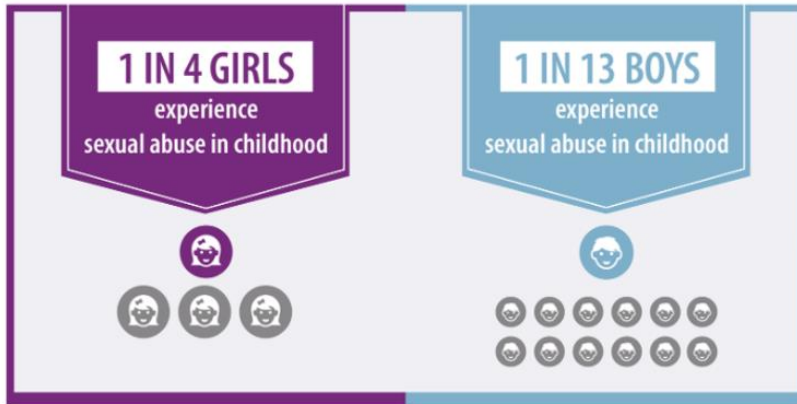 1 IN 4 GIRLS
experience
sexual abuse in childhood
1 IN 13 BOYS
experience
sexual abuse in childhood